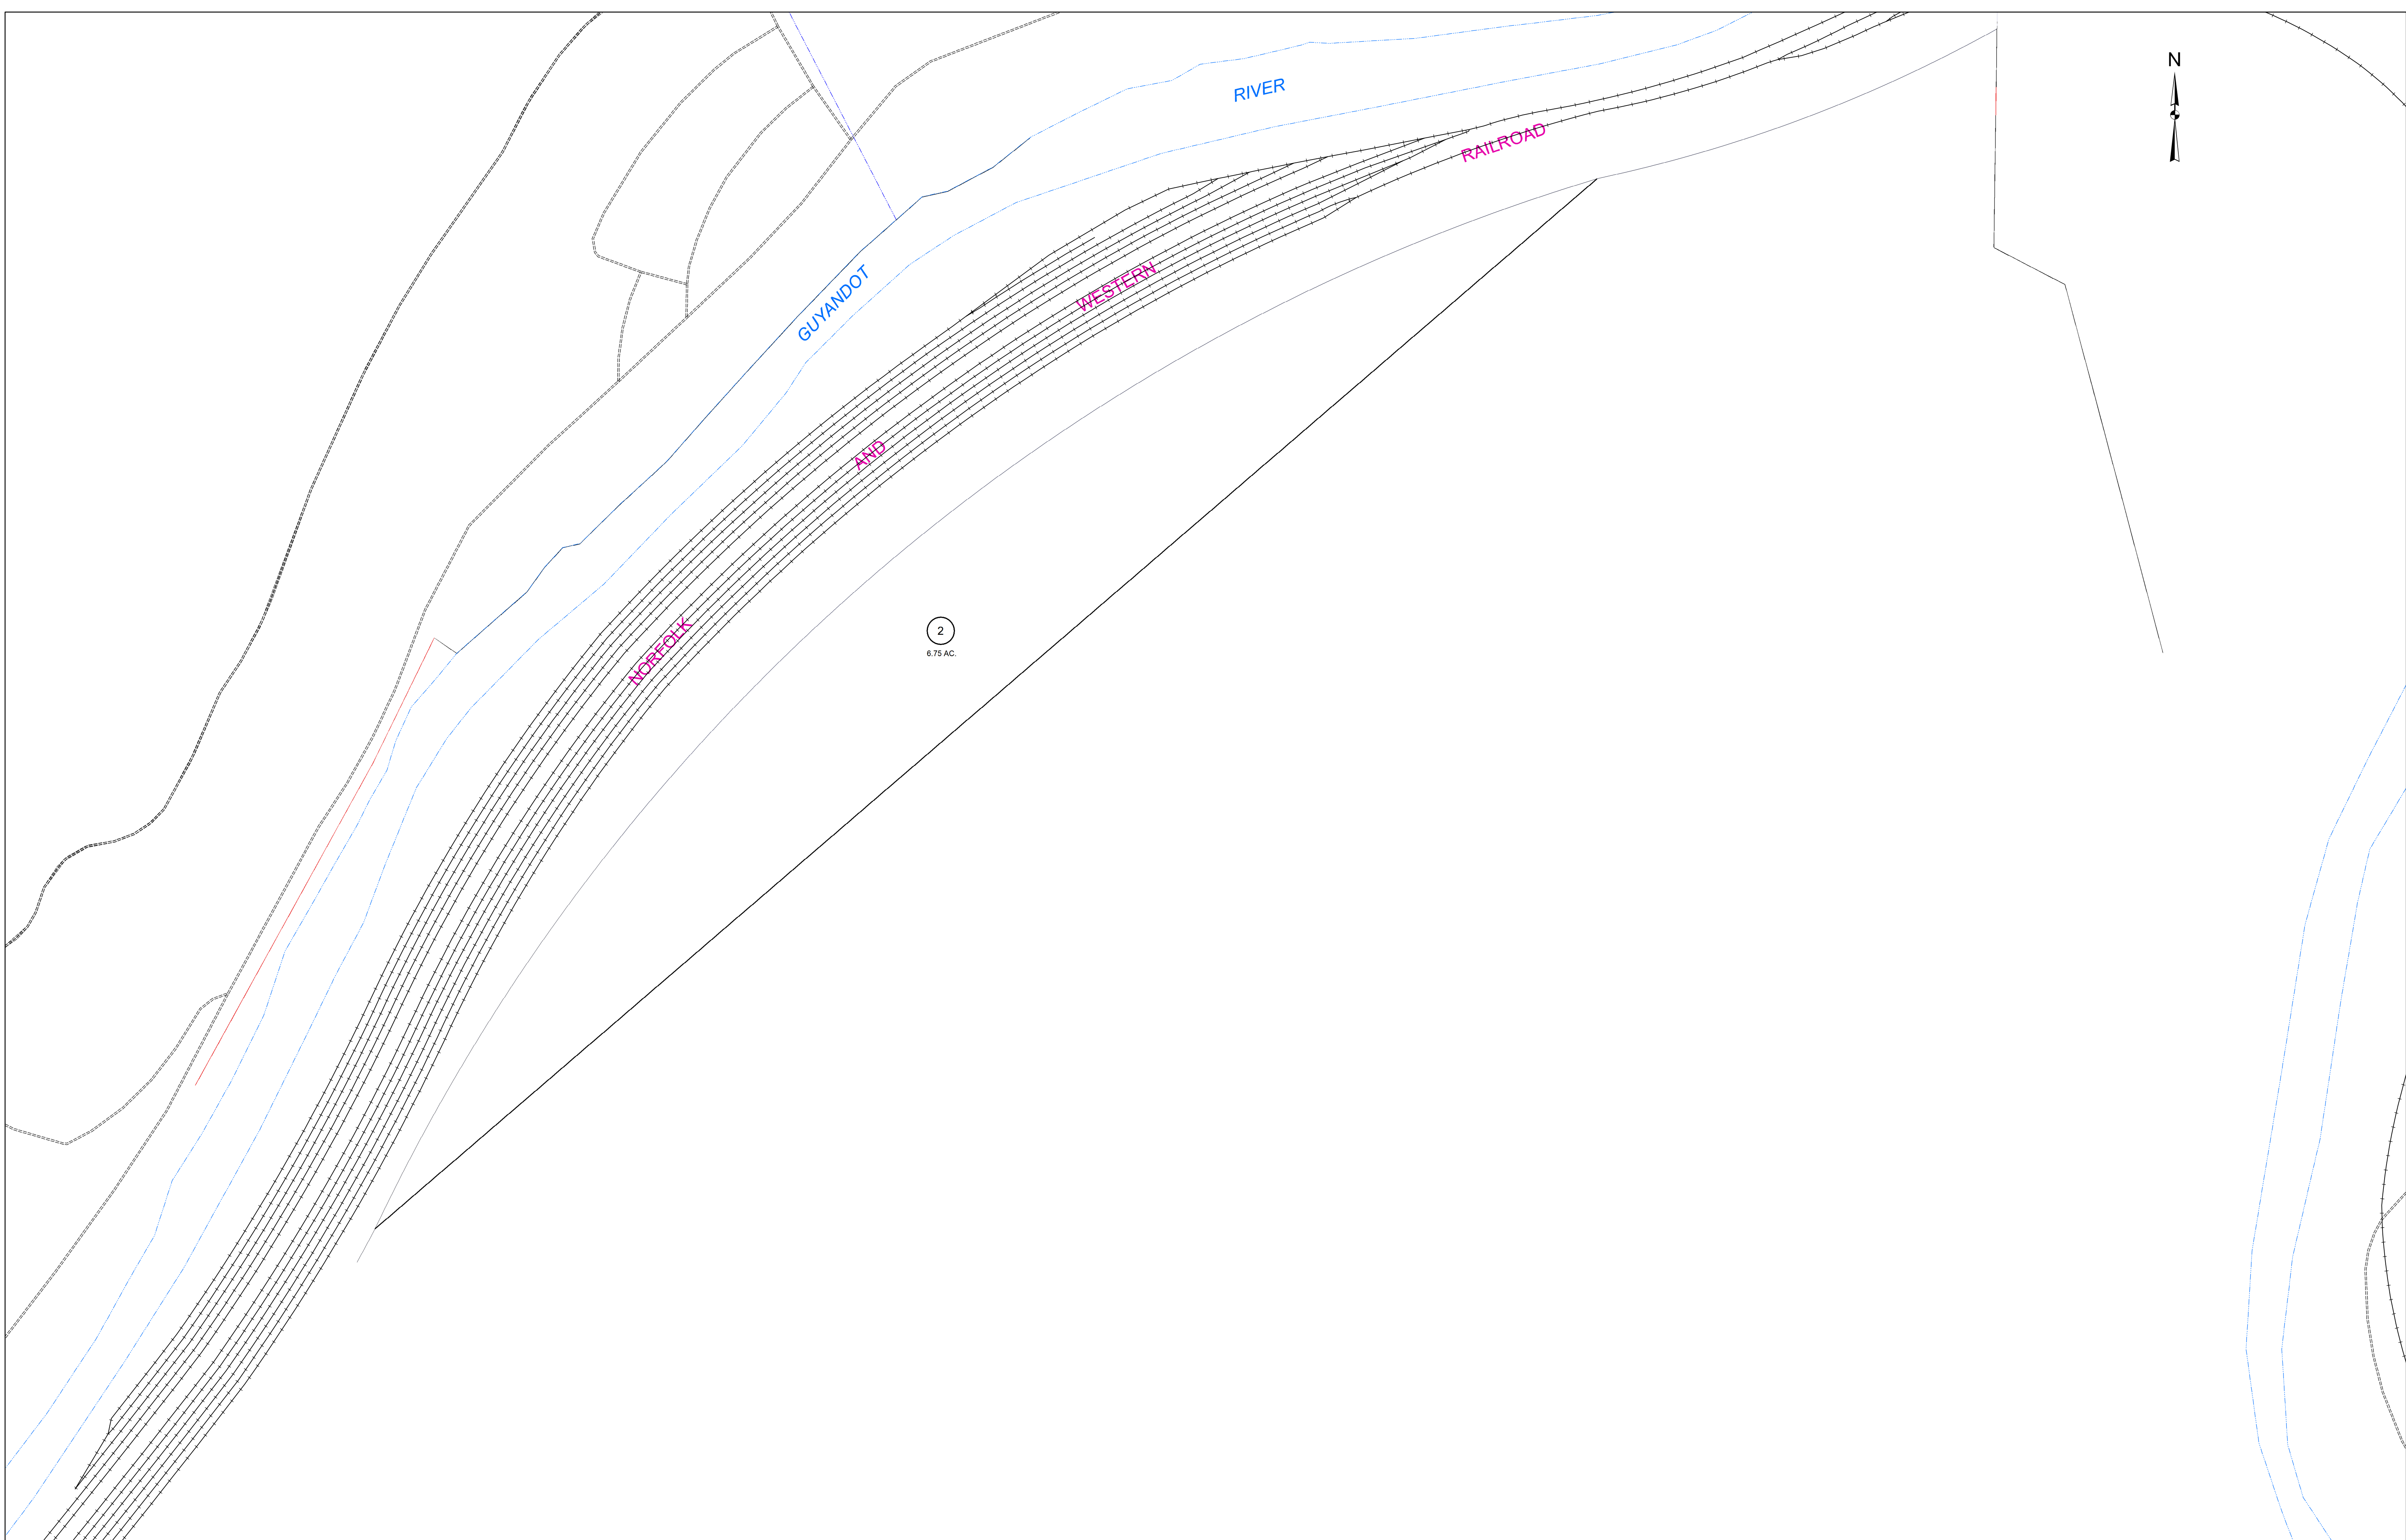 N
RIVER
RAILROAD
GUYANDOT
WESTERN
AND
NORFOLK
2
6.75 AC.